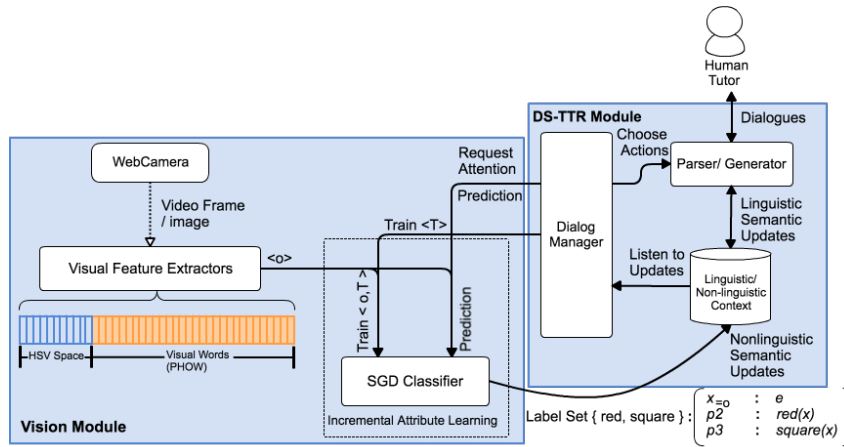 Human
Tutor
DS-TTR Module
Dialogues
Choose
Actions
Parser/ Generator
WebCamera
Request
Attention
Prediction
Video Frame
/ image
Linguistic
Semantic
Updates
Train <T>
Dialog
Manager
<o>
Visual Feature Extractors
Listen to
Updates
Linguistic/
Non-linguistic
Context
Train < o,T >
Prediction
HSV Space
Visual Words
(PHOW)
SGD Classifier
Nonlinguistic
Semantic
Updates
Incremental Attribute Learning
Vision Module
Label Set { red, square } :
x=o : e
p2 : red(x)
p3 : square(x)